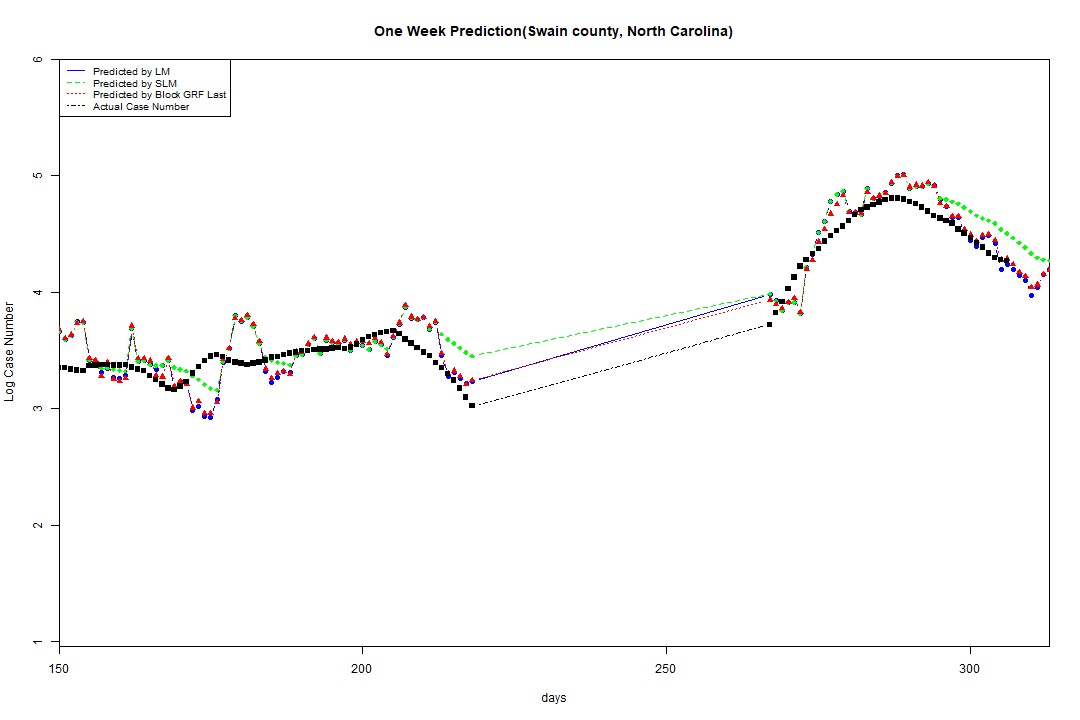 One Week Prediction(Swain county, North Carolina)
Predicted by LM
Predicted by SLM
Predicted by Block GRF Last
Actual Case Number
6
5
4
3
2
1
Log Case Number
150 200 250 300
days